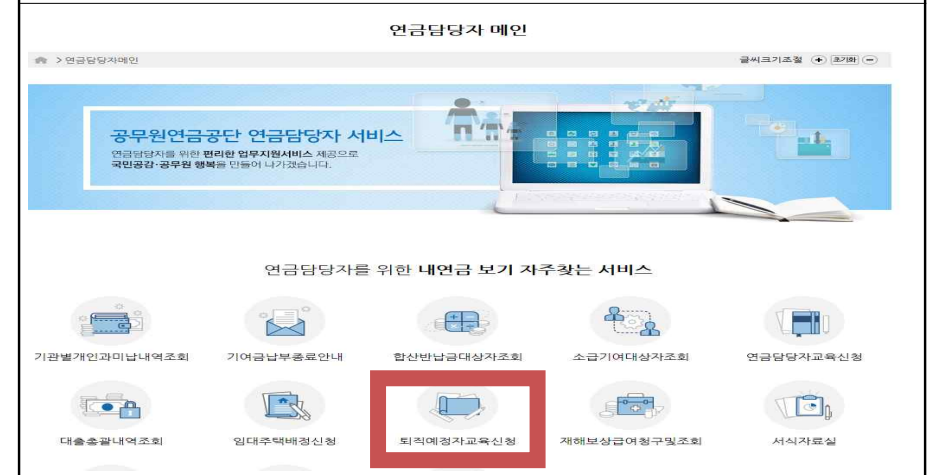 연금담당자 메인
>연금담당자메인
글씨크기조절 + 초기화 -
공무원연금공단 연금담당자 서비스
연금담당자를 위한 편리한 업무지원서비스 제공으로
국민공감·공무원 행복을 만들어 나가겠습니다.
연금담당자를 위한 내연금 보기 자주찾는 서비스
기관별개인과미납내역조회
기여금납부종료안내
합산반납금대상자조회
소급기여대상자조회
연금담당자교육신청
대출총괄내역조회
임대주택배정신청
퇴직예정자교육신청
재해보상급여청구및조회
서식자료실